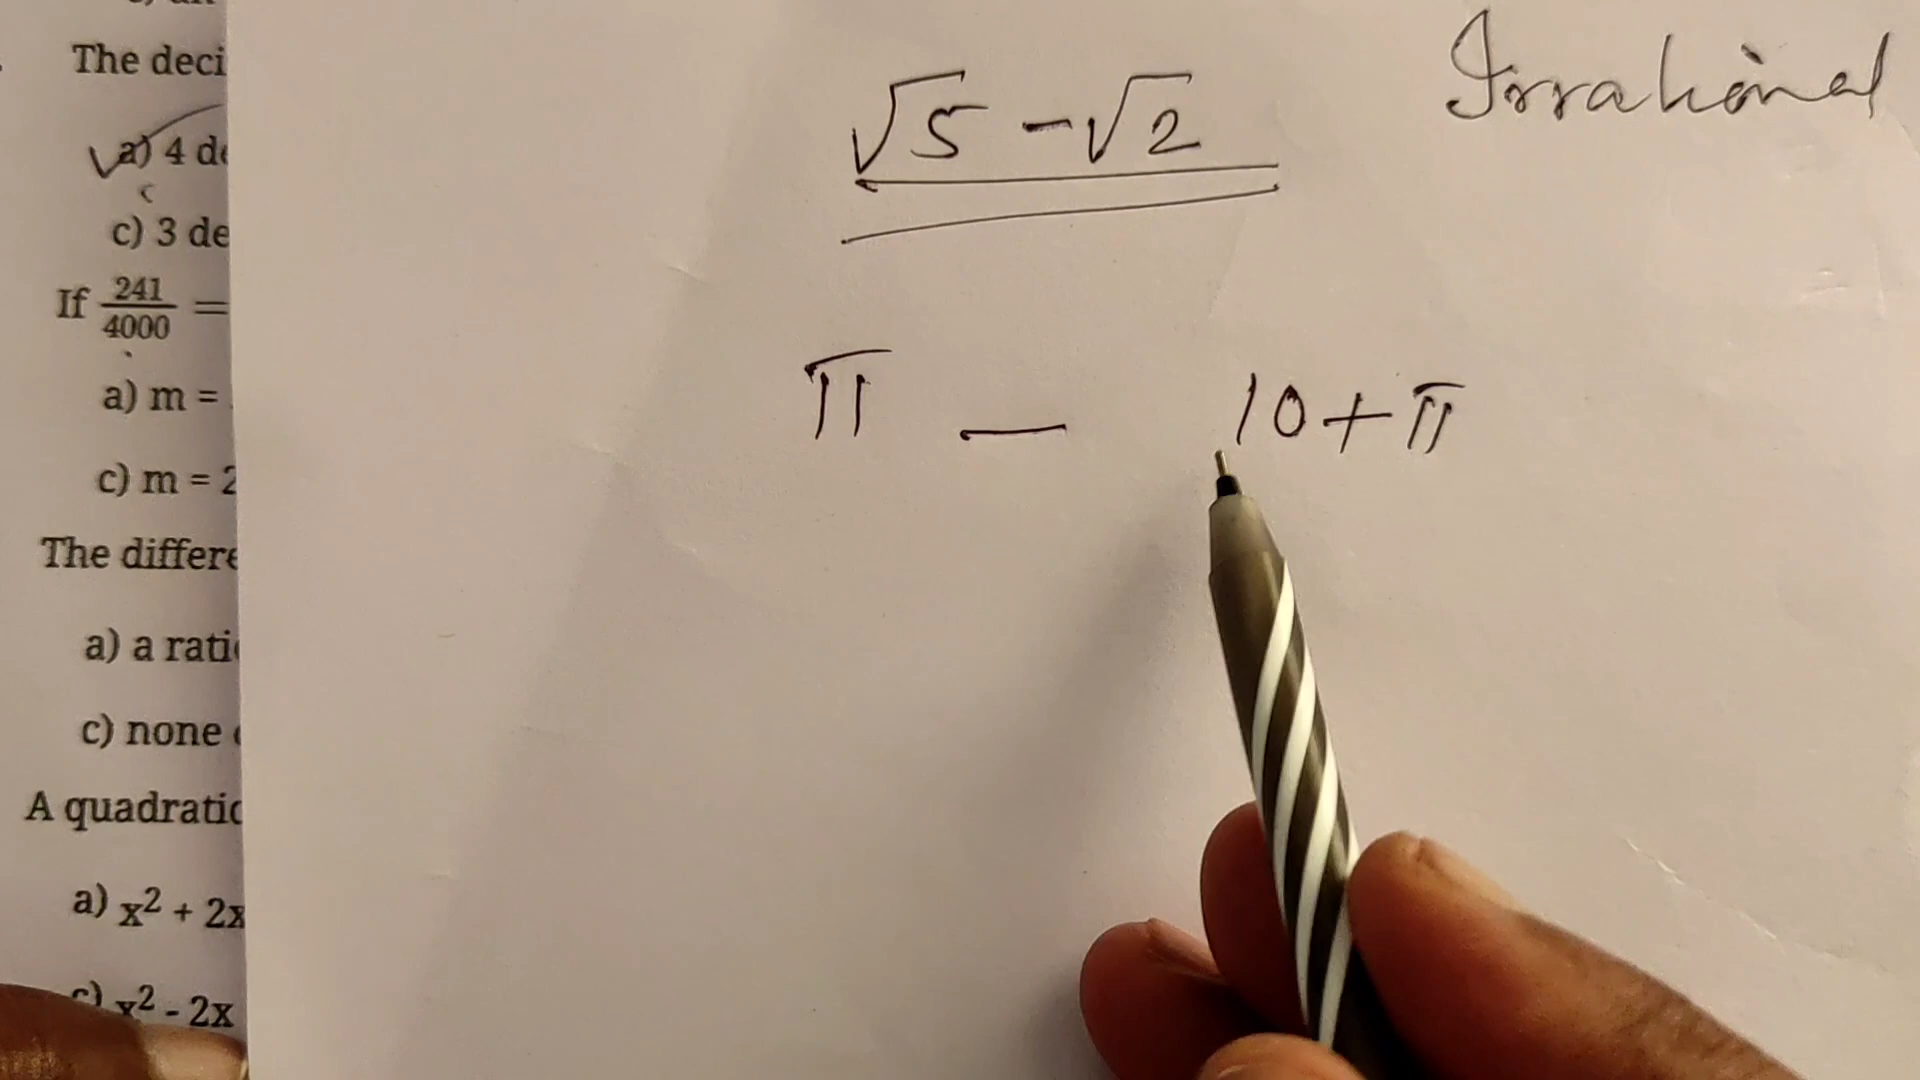 The deci
a) 4 de
c) 3 de
If 241/4000 =
a) m =
c) m = 2
The differe
a) a rati
c) none
A quadratic
a) x² + 2x
c) x² - 2x
√5 - √2
Irrational
π — 10 + π